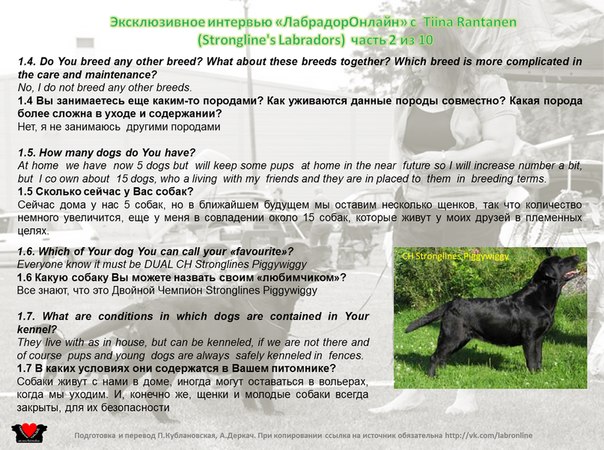 Эксклюзивное интервью «ЛабрадорОнлайн» с Tiina Rantanen
(Strongline's Labradors) часть 2 из 10
1.4. Do You breed any other breed? What about these breeds together? Which breed is more complicated in
the care and maintenance?
No, I do not breed any other breeds.
1.4 Вы занимаетесь еще каким-то породами? Как уживаются данные породы совместно? Какая порода
более сложна в уходе и содержании?
Нет, я не занимаюсь другими породами
1.5. How many dogs do You have?
At home we have now 5 dogs but will keep some pups at home in the near future so I will increase number a bit,
but I co own about 15 dogs, who a living with my friends and they are in placed to them in breeding terms.
1.5 Сколько сейчас у Вас собак?
Сейчас дома у нас 5 собак, но в ближайшем будущем мы оставим несколько щенков, так что количество
немного увеличится, еще у меня в совладении около 15 собак, которые живут у моих друзей в племенных
целях.
1.6. Which of Your dog You can call your «favourite»?
Everyone know it must be DUAL CH Stronglines Piggywiggy
1.6 Какую собаку Вы можете назвать своим «любимчиком»?
Все знают, что это Двойной Чемпион Stronglines Piggywiggy
CH Stronglines Piggywiggy
1.7. What are conditions in which dogs are contained in Your
kennel?
They live with as in house, but can be kenneled, if we are not there and
of course pups and young dogs are always safely kenneled in fences.
1.7 В каких условиях они содержатся в Вашем питомнике?
Собаки живут с нами в доме, иногда могут оставаться в вольерах,
когда мы уходим. И, конечно же, щенки и молодые собаки всегда
закрыты, для их безопасности
Подготовка и перевод П.Кублановская, А.Деркач. При копировании ссылка на источник обязательна http://vk.com/labronline